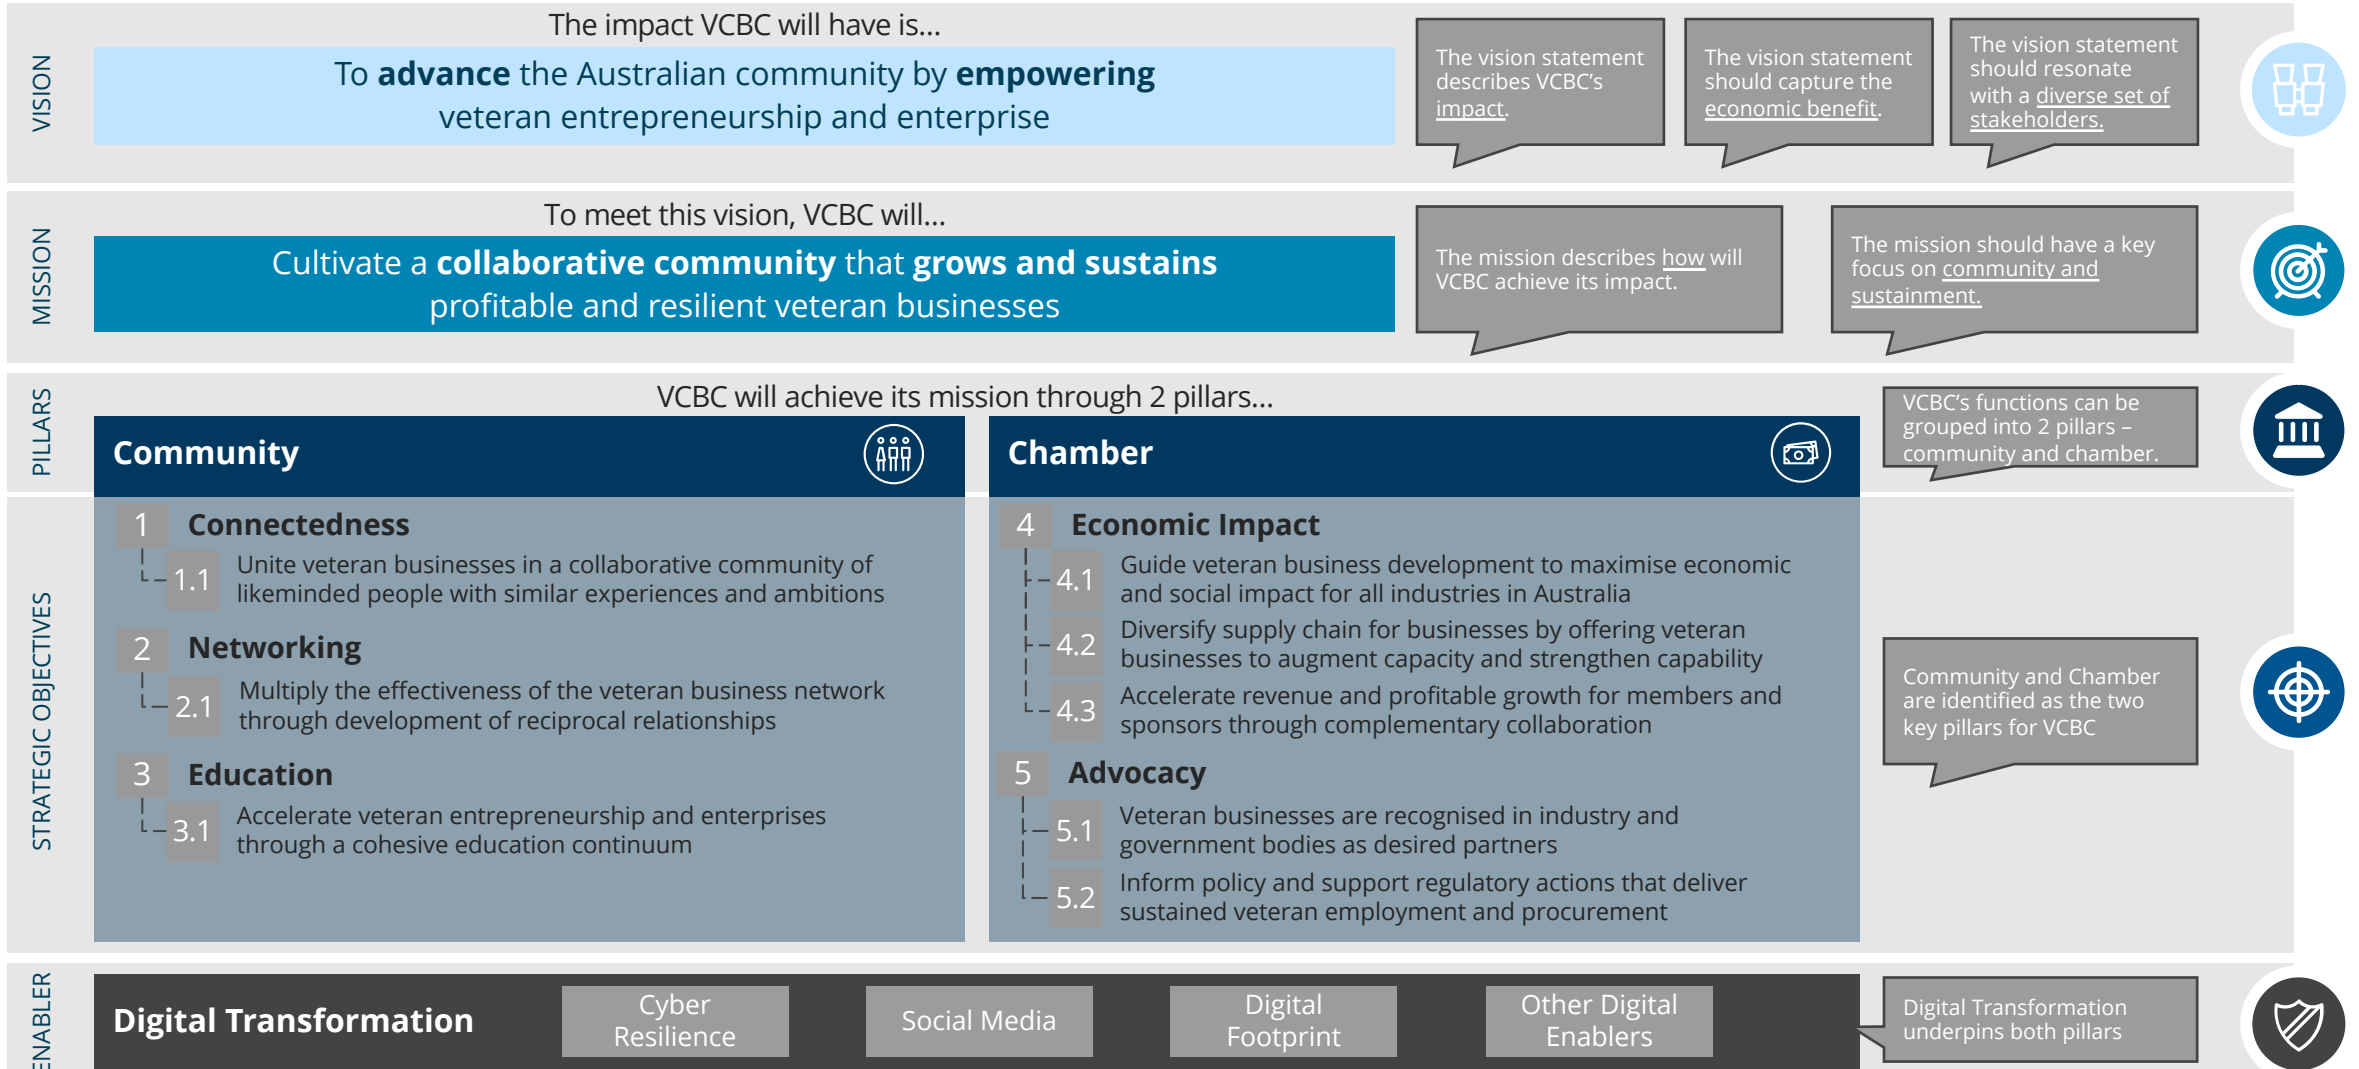 VISION
The impact VCBC will have is...
To advance the Australian community by empowering
veteran entrepreneurship and enterprise
The vision statement
describes VCBC's
impact.
The vision statement
should capture the
economic benefit.
The vision statement
should resonate
with a diverse set of
stakeholders.
MISSION
To meet this vision, VCBC will...
Cultivate a collaborative community that grows and sustains
profitable and resilient veteran businesses
The mission describes how will
VCBC achieve its impact.
The mission should have a key
focus on community and
sustainment.
PILLARS
VCBC will achieve its mission through 2 pillars...
Community
Chamber
VCBC's functions can be
grouped into 2 pillars –
community and chamber.
STRATEGIC OBJECTIVES
1 Connectedness
1.1 Unite veteran businesses in a collaborative community of
likeminded people with similar experiences and ambitions
2 Networking
2.1 Multiply the effectiveness of the veteran business network
through development of reciprocal relationships
3 Education
3.1 Accelerate veteran entrepreneurship and enterprises
through a cohesive education continuum
4 Economic Impact
4.1 Guide veteran business development to maximise economic
and social impact for all industries in Australia
4.2 Diversify supply chain for businesses by offering veteran
businesses to augment capacity and strengthen capability
4.3 Accelerate revenue and profitable growth for members and
sponsors through complementary collaboration
5 Advocacy
5.1 Veteran businesses are recognised in industry and
government bodies as desired partners
5.2 Inform policy and support regulatory actions that deliver
sustained veteran employment and procurement
Community and Chamber
are identified as the two
key pillars for VCBC
ENABLER
Digital Transformation
Cyber
Resilience
Social Media
Digital
Footprint
Other Digital
Enablers
Digital Transformation
underpins both pillars